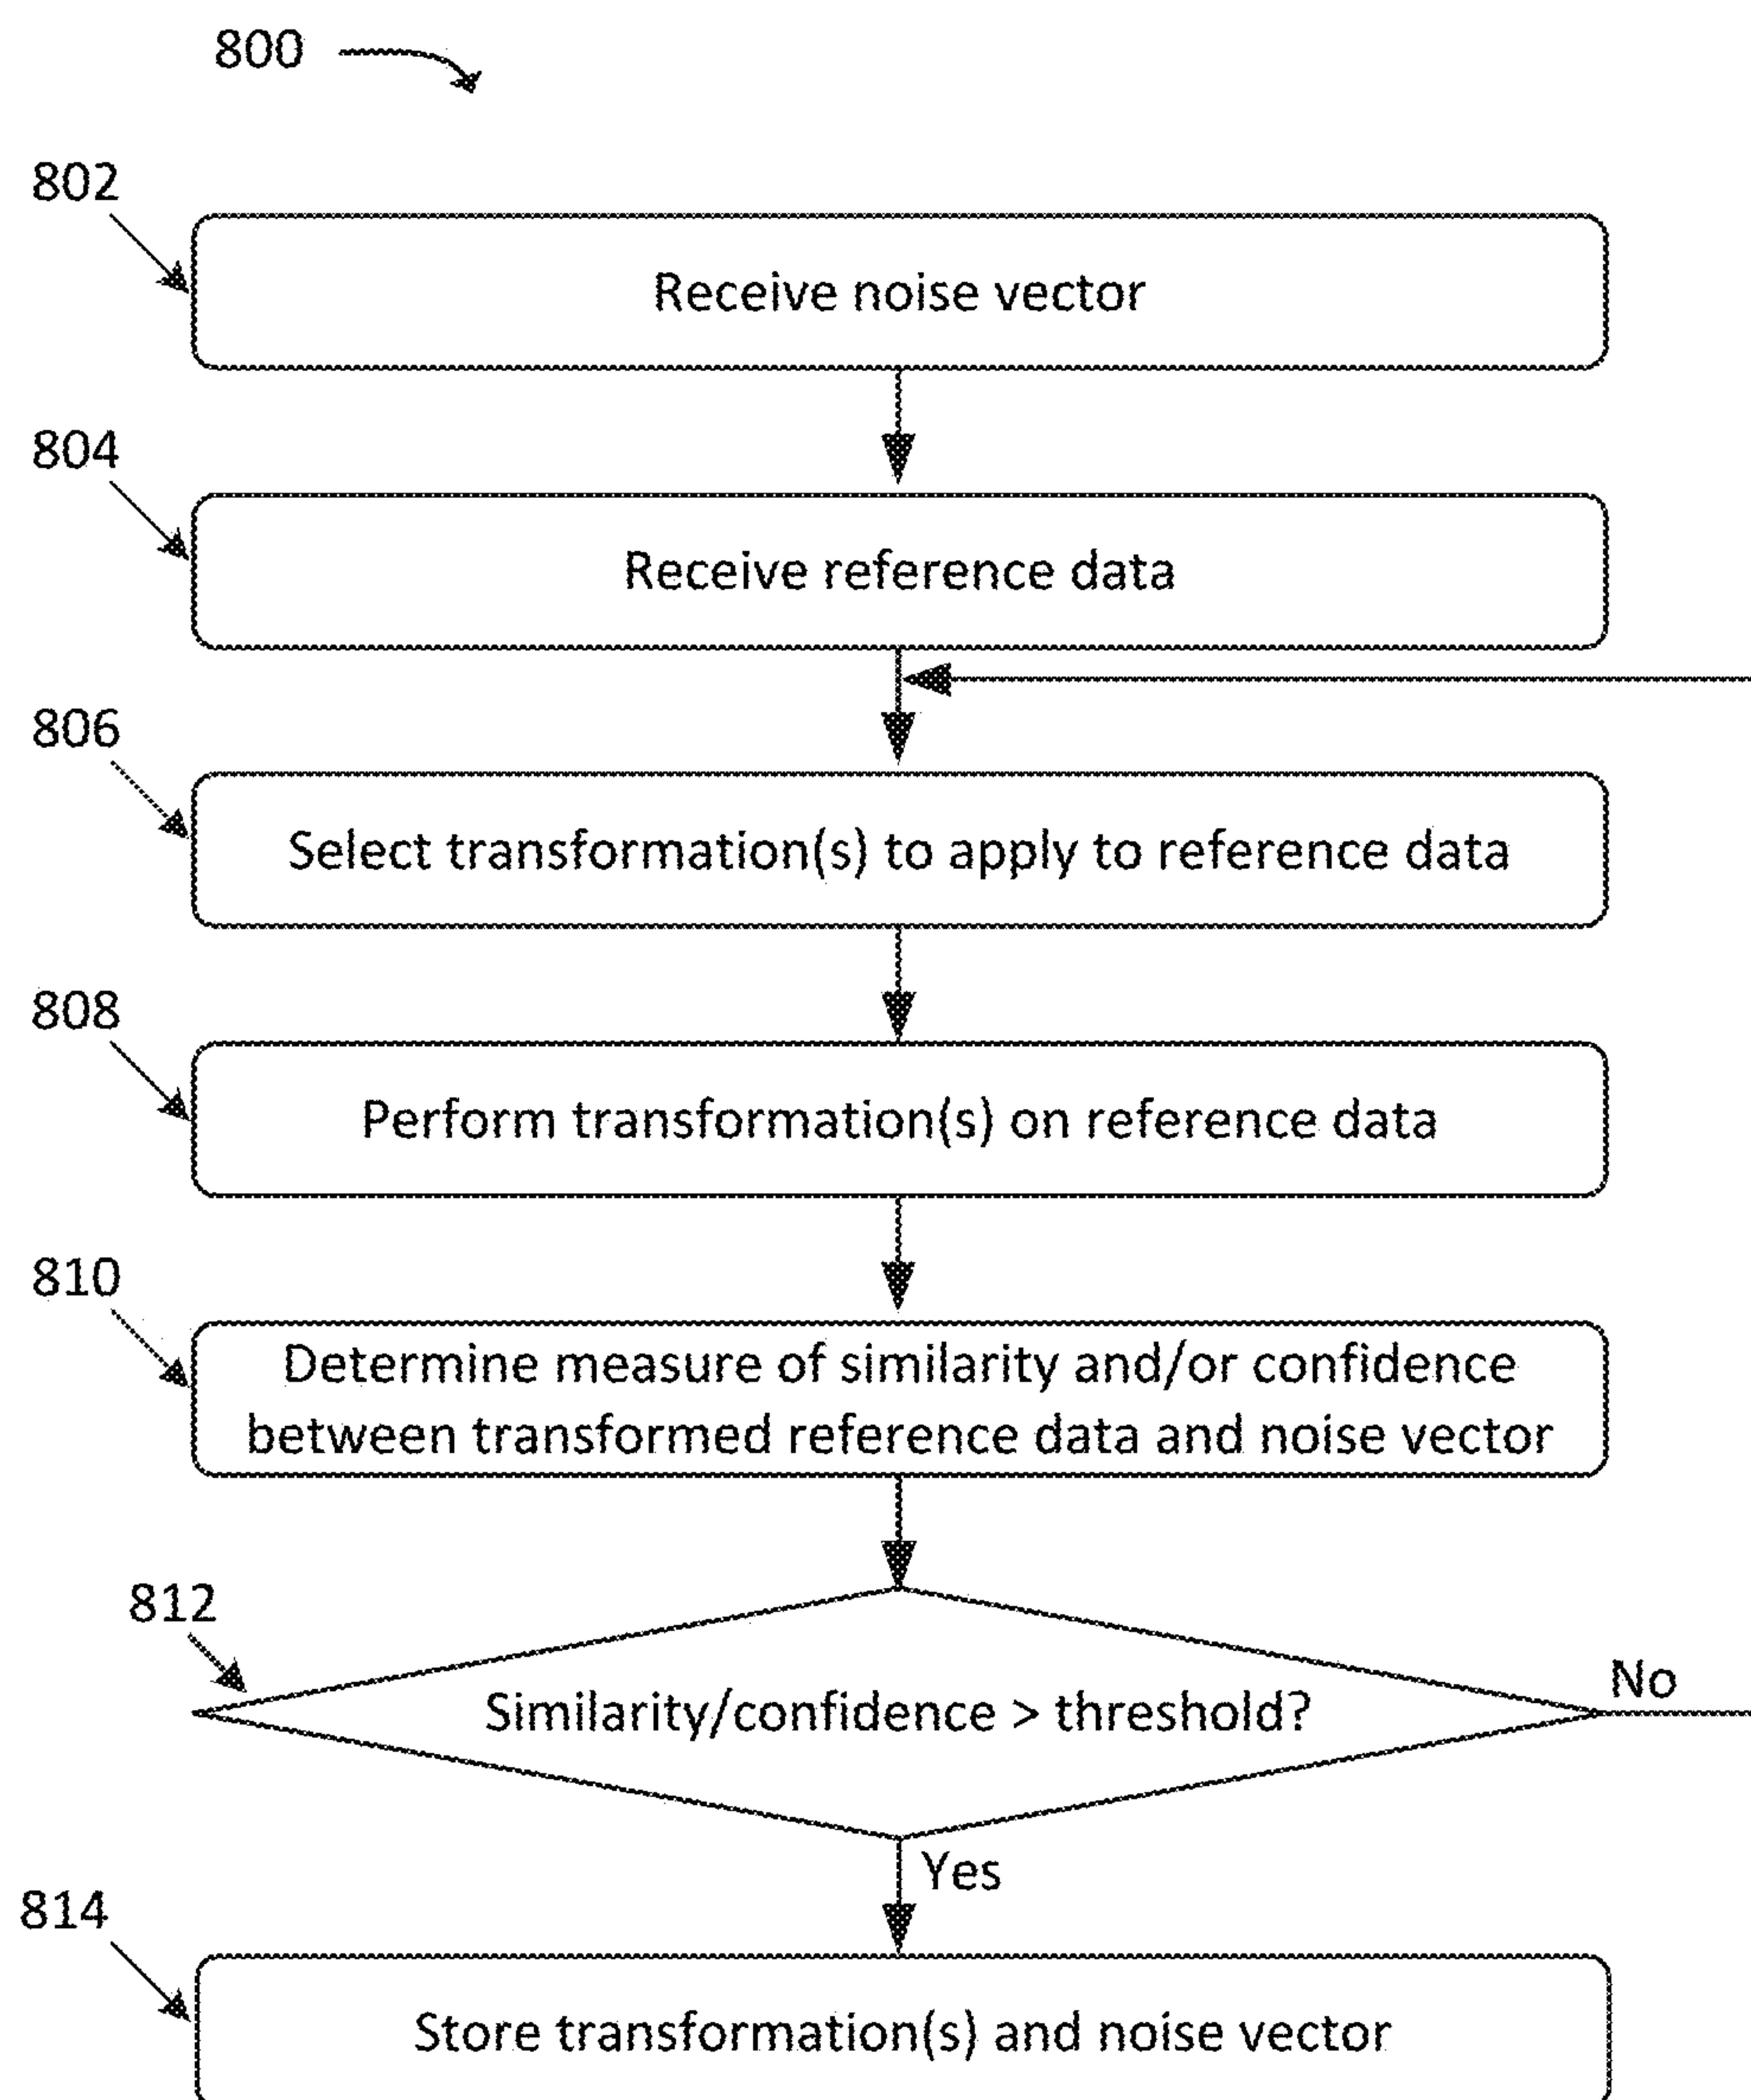 800
802
Receive noise vector
804
Receive reference data
806
Select transformation(s) to apply to reference data
808
Perform transformation(s) on reference data
810
Determine measure of similarity and/or confidence
between transformed reference data and noise vector
812
Similarity/confidence > threshold?
No
Yes
814
Store transformation(s) and noise vector